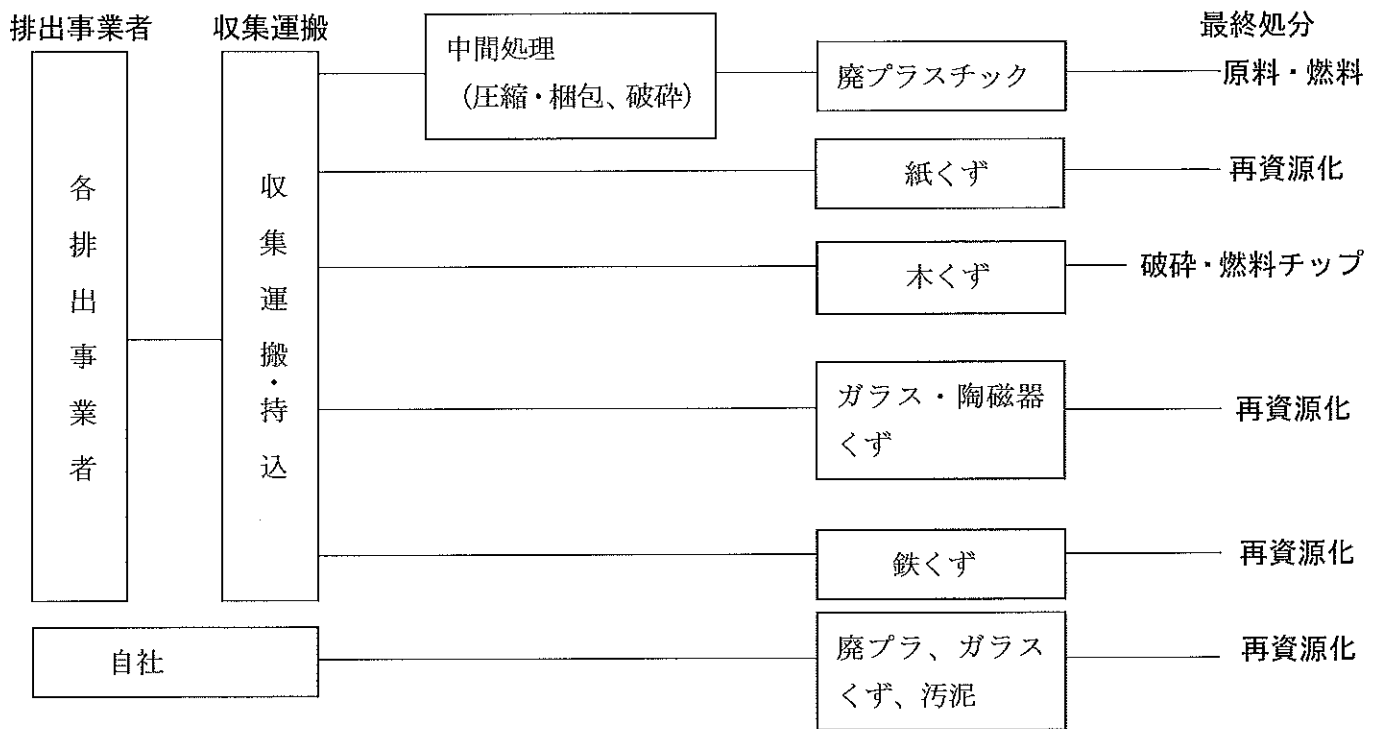 排出事業者
収集運搬
最終処分
中間処理
（圧縮・梱包、破砕）
廃プラスチック
原料・燃料
各排出事業者
収集運搬・持込
紙くず
再資源化
木くず
破砕・燃料チップ
ガラス・陶磁器
くず
再資源化
鉄くず
再資源化
自社
廃プラ、ガラス
くず、汚泥
再資源化